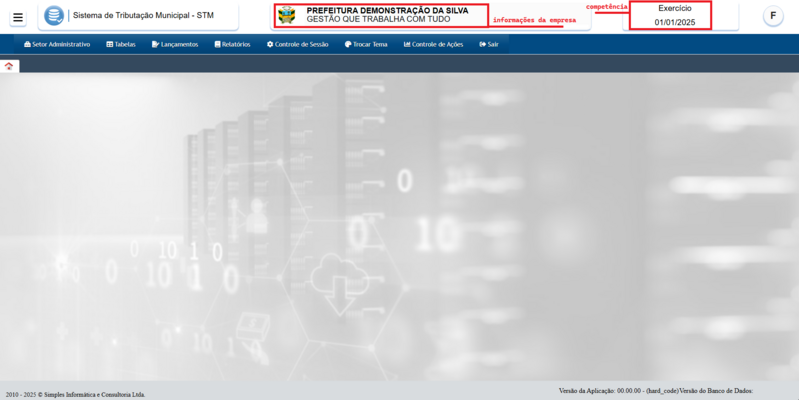 Sistema de Tributação Municipal - STM
PREFEITURA DEMONSTRAÇÃO DA SILVA
GESTÃO QUE TRABALHA COM TUDO
informações da empresa
competência
Exercício
01/01/2025
F
Setor Administrativo
Tabelas
Lançamentos
Relatórios
Controle de Sessão
Trocar Tema
Controle de Ações
Sair
0
0 10
0 10 1 0
0 10 1 0
10 1
2010 - 2025 © Simples Informática e Consultoria Ltda.
Versão da Aplicação: 00.00.00 - (hard_code) Versão do Banco de Dados: